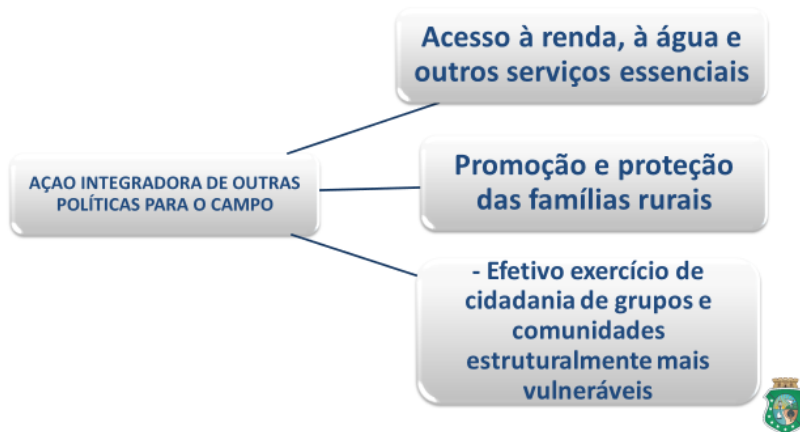 Acesso à renda, à água e
outros serviços essenciais
AÇAO INTEGRADORA DE OUTRAS
POLÍTICAS PARA O CAMPO
Promoção e proteção
das famílias rurais
- Efetivo exercício de
cidadania de grupos e
comunidades
estruturalmente mais
vulneráveis